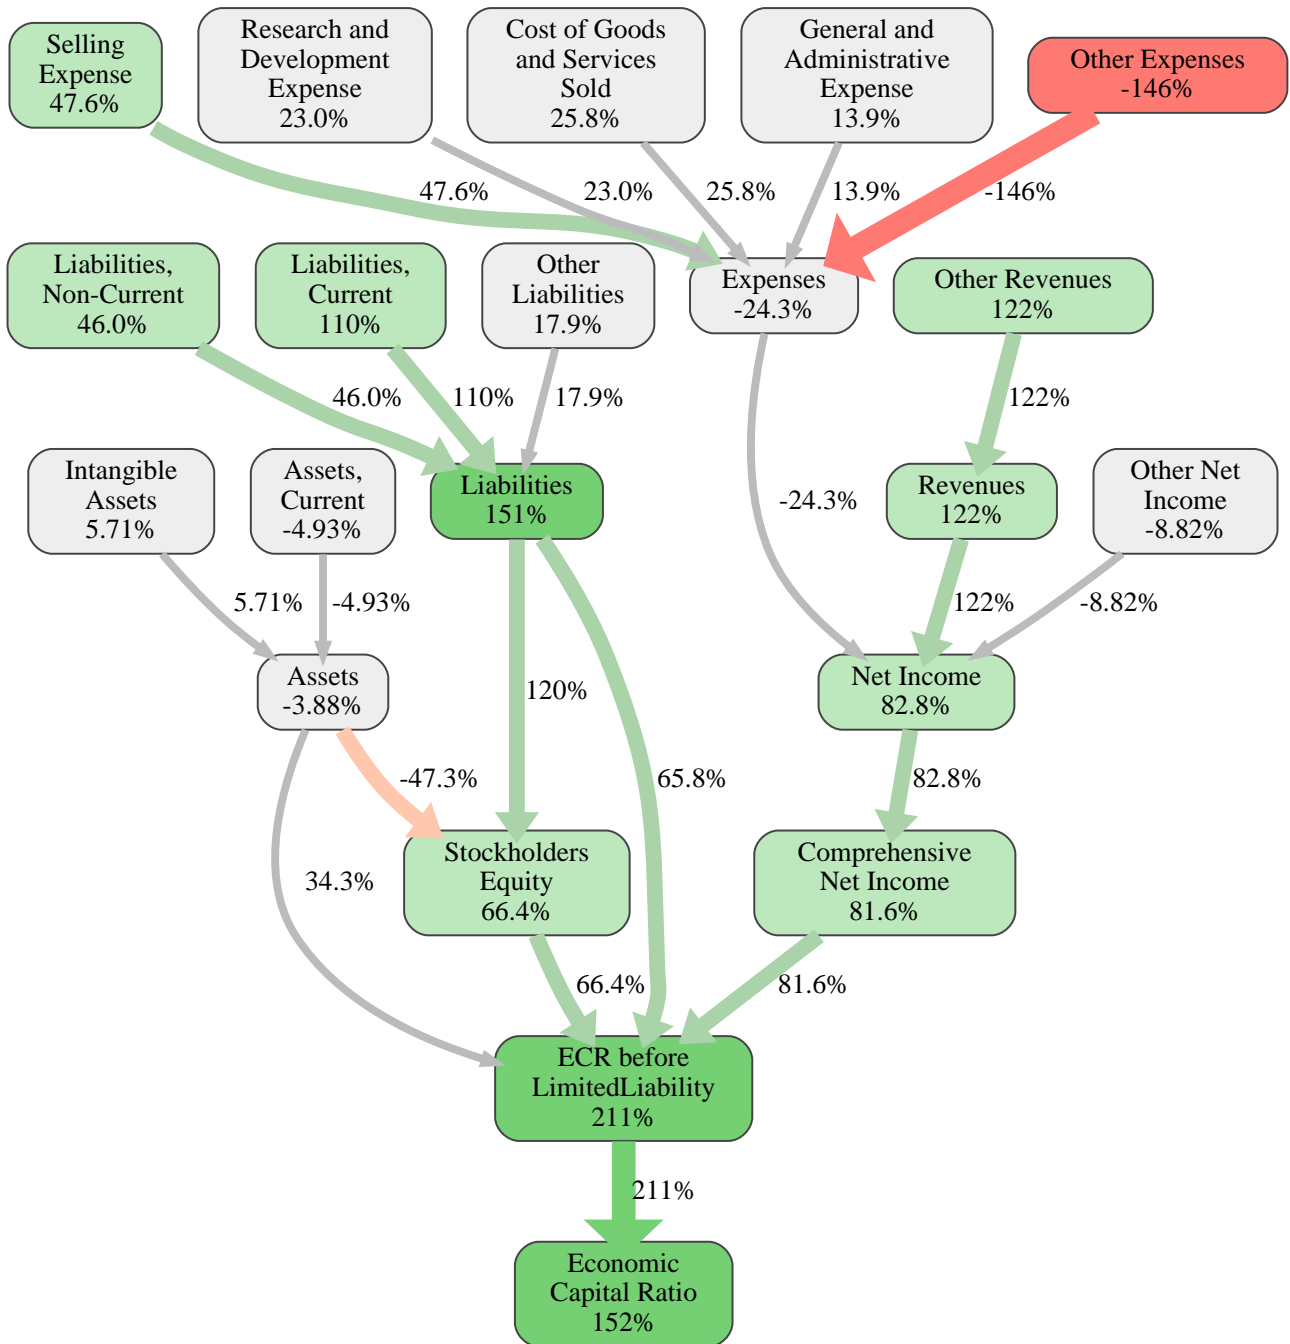 Selling
Expense
47.6%
Research and
Development
Expense
23.0%
Cost of Goods
and Services
Sold
25.8%
General and
Administrative
Expense
13.9%
Other Expenses
-146%
47.6%
23.0%
25.8%
13.9%
-146%
Liabilities,
Non-Current
46.0%
Liabilities,
Current
110%
Other
Liabilities
17.9%
Expenses
-24.3%
Other Revenues
122%
46.0%
110%
17.9%
122%
Intangible
Assets
5.71%
Assets,
Current
-4.93%
Liabilities
151%
-24.3%
Revenues
122%
Other Net
Income
-8.82%
5.71%
-4.93%
122%
-8.82%
Assets
-3.88%
120%
Net Income
82.8%
-47.3%
65.8%
82.8%
34.3%
Stockholders
Equity
66.4%
Comprehensive
Net Income
81.6%
66.4%
81.6%
ECR before
LimitedLiability
211%
211%
Economic
Capital Ratio
152%